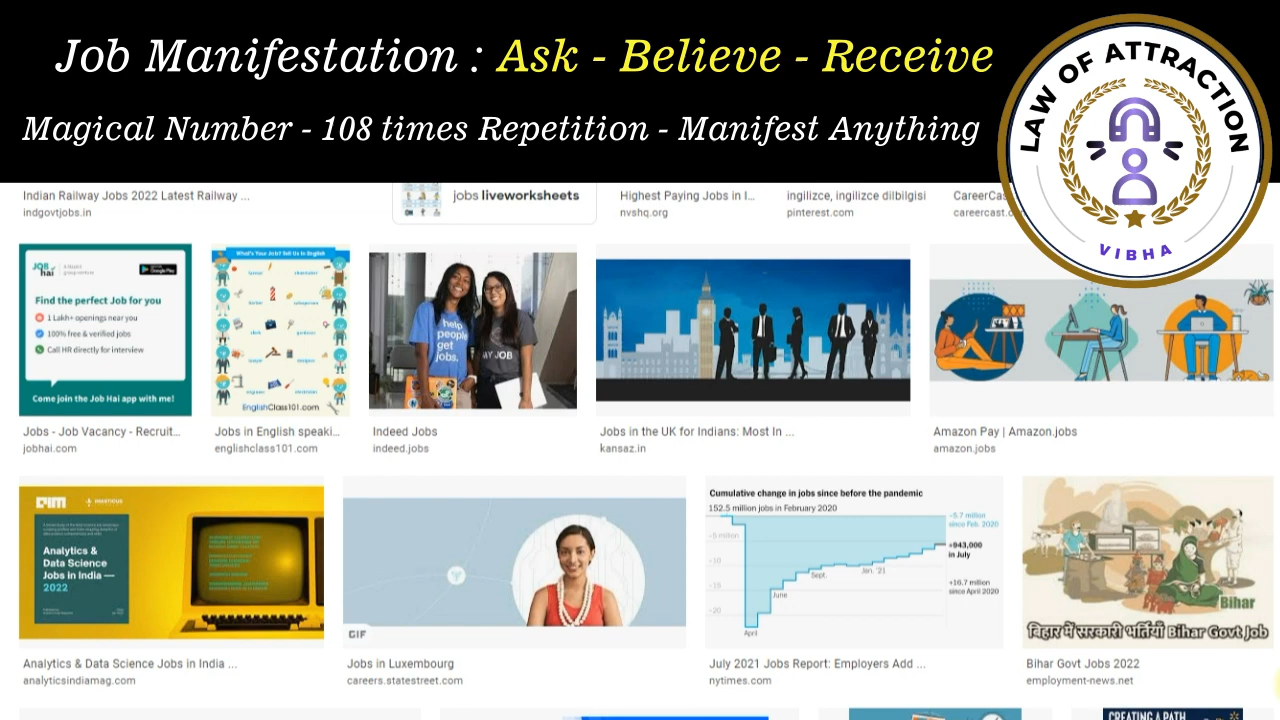 Job Manifestation : Ask - Believe - Receive
Magical Number - 108 times Repetition - Manifest Anything
LAW OF ATTRACTION
VIBHA
Indian Railway Jobs 2022 Latest Railway ...
indgovtjobs.in
jobs liveworksheets
Highest Paying Jobs in I...
nvshq.org
ingilizce, ingilizce dilbilgisi
pinterest.com
CareerCas
careercast.c
JOB hai
Find the perfect Job for you
1 Lakh+ openings near you
100% free & verified jobs
Call HR directly for interview
Come join the Job Hai app with me!
What's Your Job? Tell Us in English
EnglishClass101.com
help people get jobs.
MY JOB
Jobs - Job Vacancy - Recruit...
jobhai.com
Jobs in English speaki...
englishclass101.com
Indeed Jobs
indeed.jobs
Jobs in the UK for Indians: Most In ...
kansaz.in
Amazon Pay | Amazon.jobs
amazon.jobs
Analytics &
Data Science
Jobs in India —
2022
GIF
Cumulative change in jobs since before the pandemic
152.5 million jobs in February 2020
-5.7 million
since Feb. 2020
-5 million
+943,000
in July
-10
Sept.
Jan. '21
-15
June
+16.7 million
since April 2020
-20
April
Bihar
बिहार में सरकारी भर्तियाँ Bihar Govt Job
Analytics & Data Science Jobs in India ...
analyticsindiamag.com
Jobs in Luxembourg
careers.statestreet.com
July 2021 Jobs Report: Employers Add ...
nytimes.com
Bihar Govt Jobs 2022
employment-news.net
CREATING A PATH